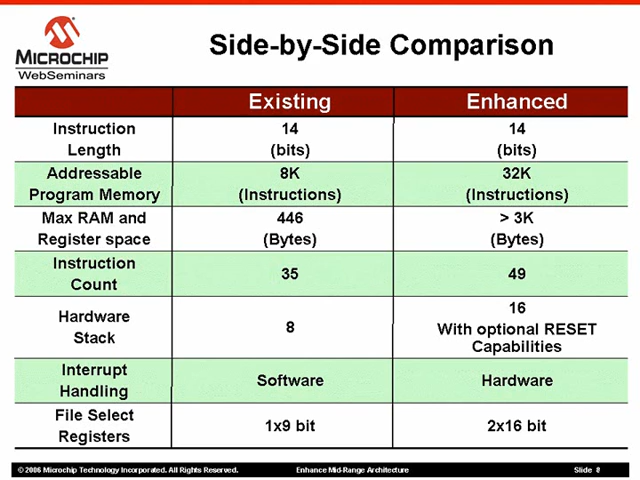 MICROCHIP
WebSeminars
Side-by-Side Comparison
Existing Enhanced
Instruction Length 14 (bits) 14 (bits)
Addressable Program Memory 8K (Instructions) 32K (Instructions)
Max RAM and Register space 446 (Bytes) > 3K (Bytes)
Instruction Count 35 49
Hardware Stack 8 16 With optional RESET Capabilities
Interrupt Handling Software Hardware
File Select Registers 1x9 bit 2x16 bit
© 2006 Microchip Technology Incorporated. All Rights Reserved. Enhance Mid-Range Architecture Slide 8